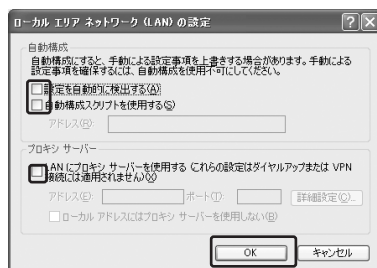 ローカル エリア ネットワーク (LAN) の設定
自動構成
自動構成にすると、手動による設定事項を上書きする場合があります。手動による
設定事項を確保するには、自動構成を使用不可にしてください。
設定を自動的に検出する(A)
自動構成スクリプトを使用する(S)
アドレス(R):
プロキシ サーバー
LAN にプロキシ サーバーを使用する (これらの設定はダイヤルアップまたは VPN
接続には適用されません)(X)
アドレス(E): ポート(T): 詳細設定(C)...
ローカル アドレスにはプロキシ サーバーを使用しない(B)
OK キャンセル